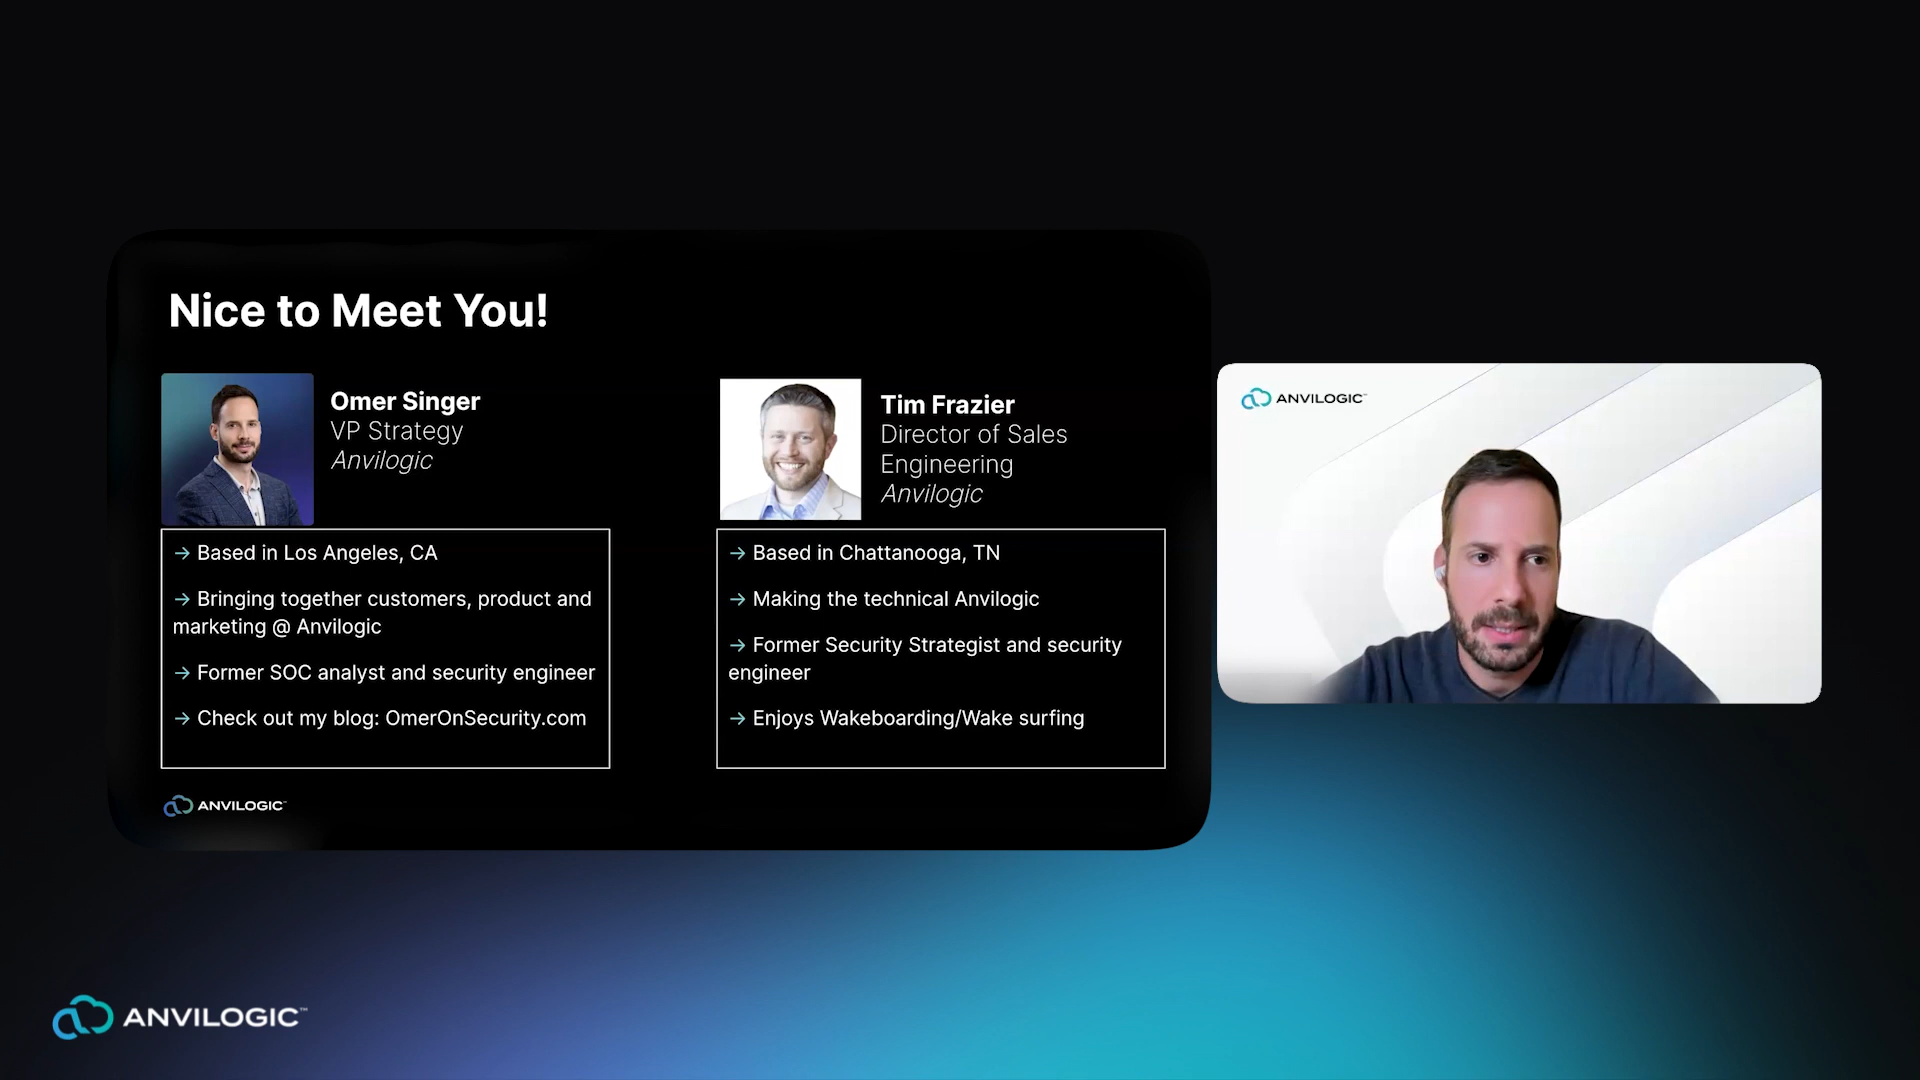 Nice to Meet You!
Omer Singer
VP Strategy
Anvilogic
→ Based in Los Angeles, CA
→ Bringing together customers, product and
marketing @ Anvilogic
→ Former SOC analyst and security engineer
→ Check out my blog: OmerOnSecurity.com
Tim Frazier
Director of Sales
Engineering
Anvilogic
→ Based in Chattanooga, TN
→ Making the technical Anvilogic
→ Former Security Strategist and security
engineer
→ Enjoys Wakeboarding/Wake surfing
ANVILOGIC™
ANVILOGIC™
ANVILOGIC™